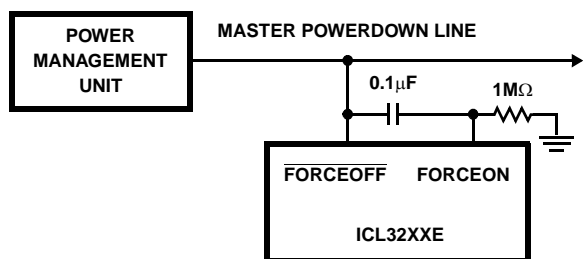 POWER
MANAGEMENT
UNIT
MASTER POWERDOWN LINE
0.1μF
1MΩ
FORCEOFF FORCEON
ICL32XXE